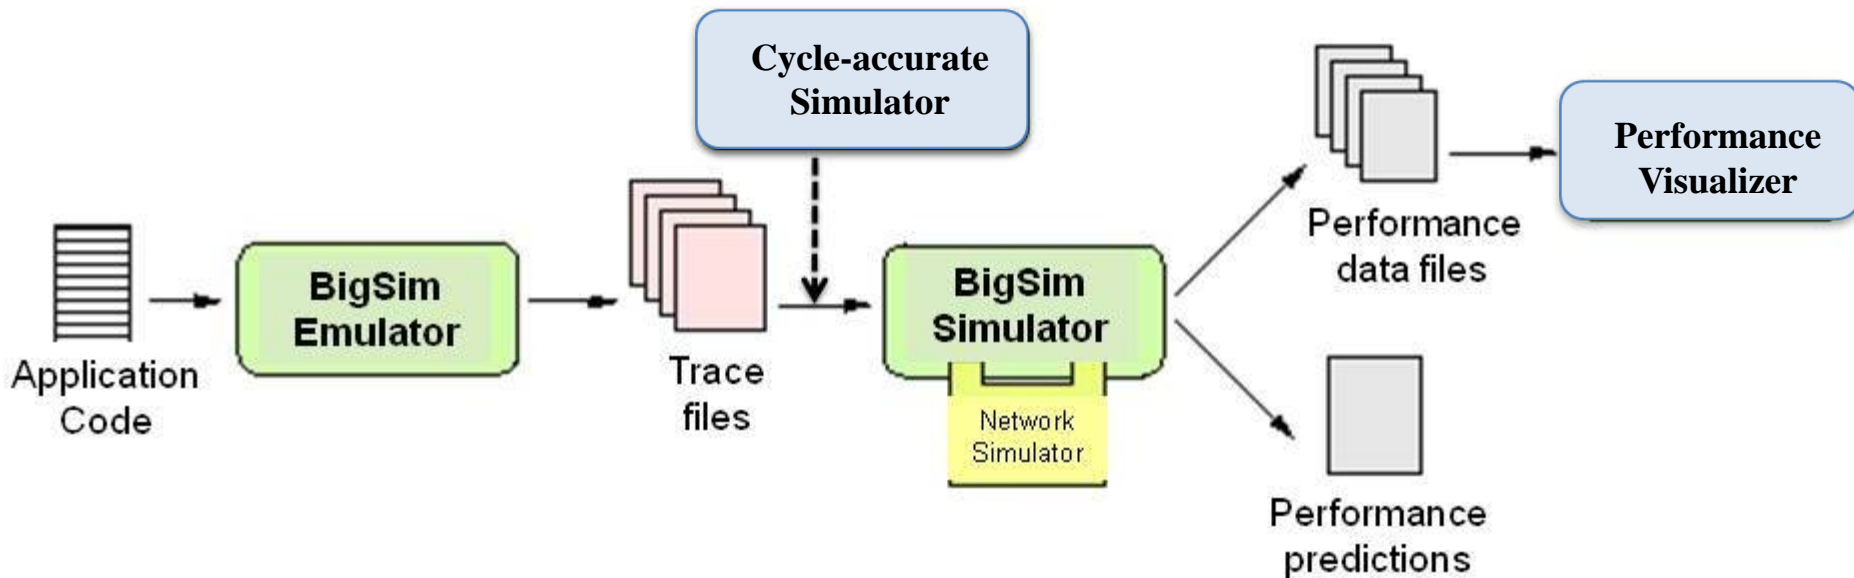 Cycle-accurate
Simulator
Performance
Visualizer
Performance
data files
BigSim
Emulator
BigSim
Simulator
Application
Code
Trace
files
Network
Simulator
Performance
predictions